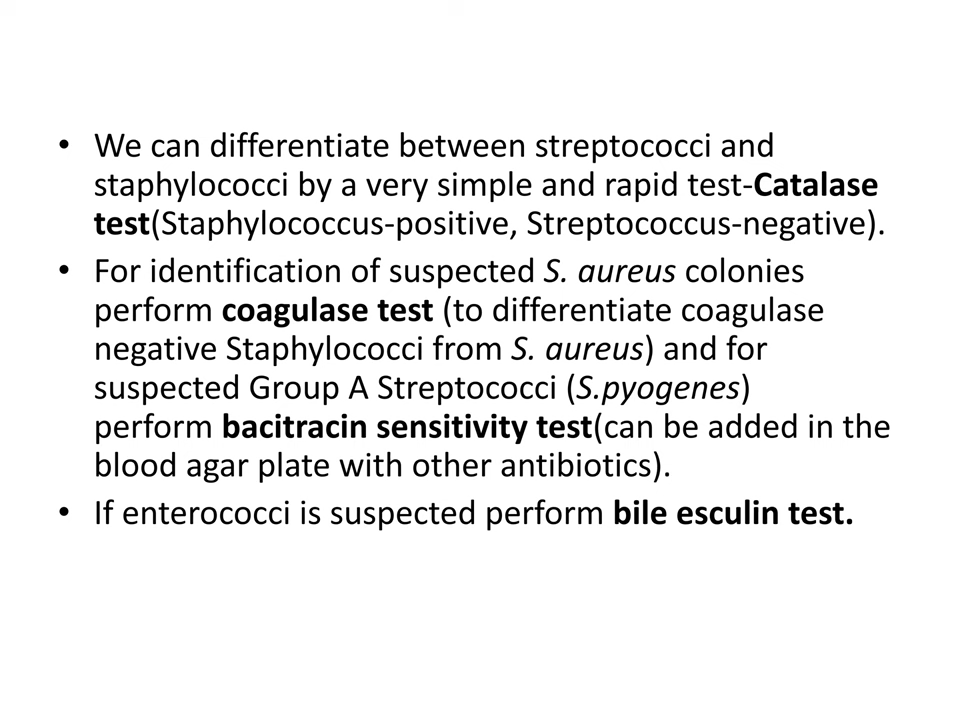 • We can differentiate between streptococci and
staphylococci by a very simple and rapid test-Catalase
test(Staphylococcus-positive, Streptococcus-negative).
• For identification of suspected S. aureus colonies
perform coagulase test (to differentiate coagulase
negative Staphylococci from S. aureus) and for
suspected Group A Streptococci (S.pyogenes)
perform bacitracin sensitivity test(can be added in the
blood agar plate with other antibiotics).
• If enterococci is suspected perform bile esculin test.